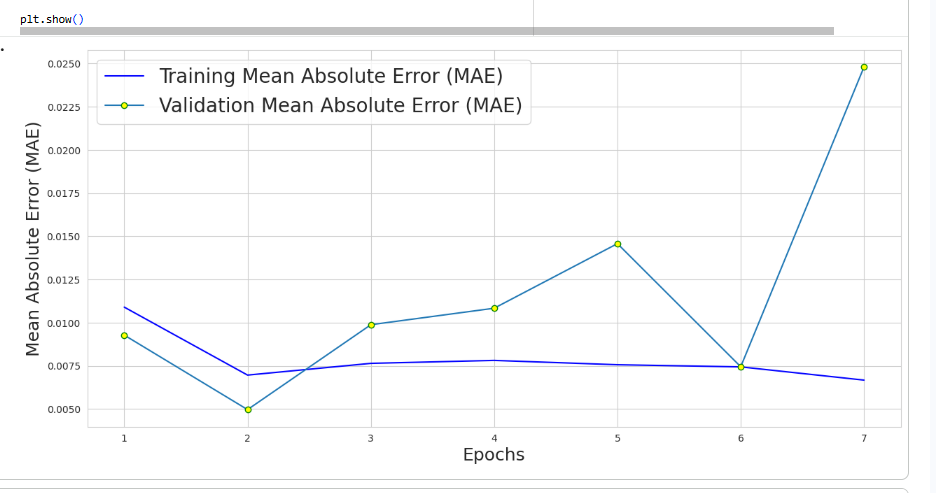 plt.show()
Training Mean Absolute Error (MAE)
Validation Mean Absolute Error (MAE)
Mean Absolute Error (MAE)
0.0250
0.0225
0.0200
0.0175
0.0150
0.0125
0.0100
0.0075
0.0050
1 2 3 4 5 6 7
Epochs